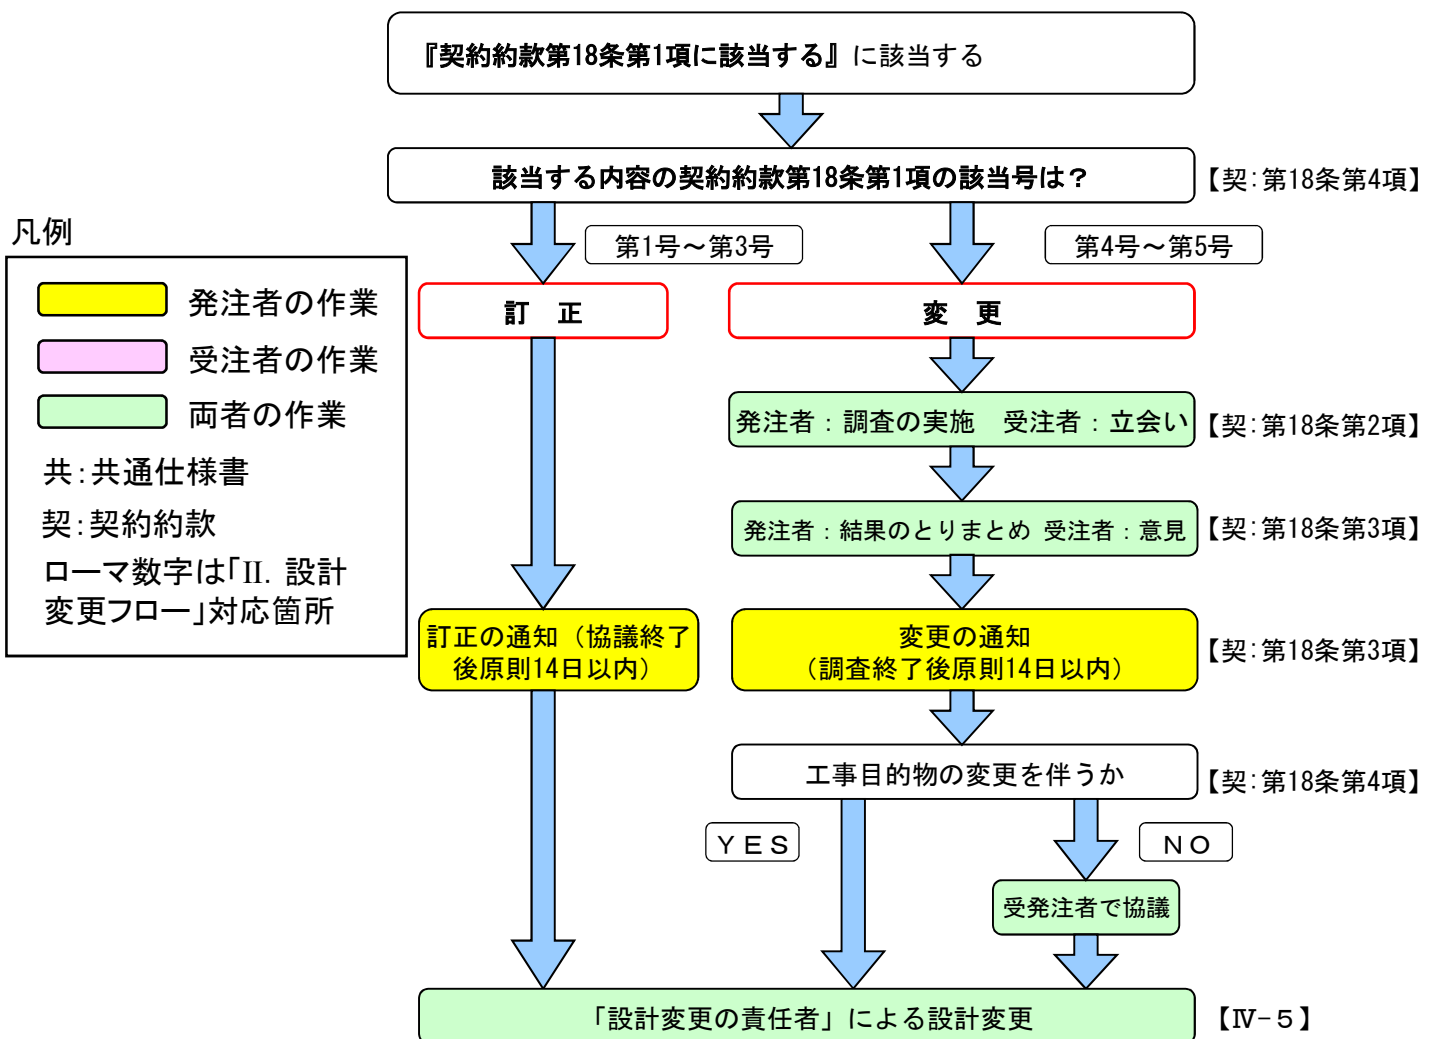 『契約約款第18条第1項に該当する』に該当する
該当する内容の契約約款第18条第1項の該当号は？
【契：第18条第4項】
第1号～第3号
第4号～第5号
凡例
発注者の作業
受注者の作業
両者の作業
共：共通仕様書
契：契約約款
ローマ数字は「Ⅱ．設計
変更フロー」対応箇所
訂　正
変　更
発注者：調査の実施　受注者：立会い
【契：第18条第2項】
発注者：結果のとりまとめ 受注者：意見
【契：第18条第3項】
訂正の通知（協議終了
後原則14日以内）
変更の通知
（調査終了後原則14日以内）
【契：第18条第3項】
工事目的物の変更を伴うか
【契：第18条第4項】
ＹＥＳ
ＮＯ
受発注者で協議
「設計変更の責任者」による設計変更
【Ⅳ-５】